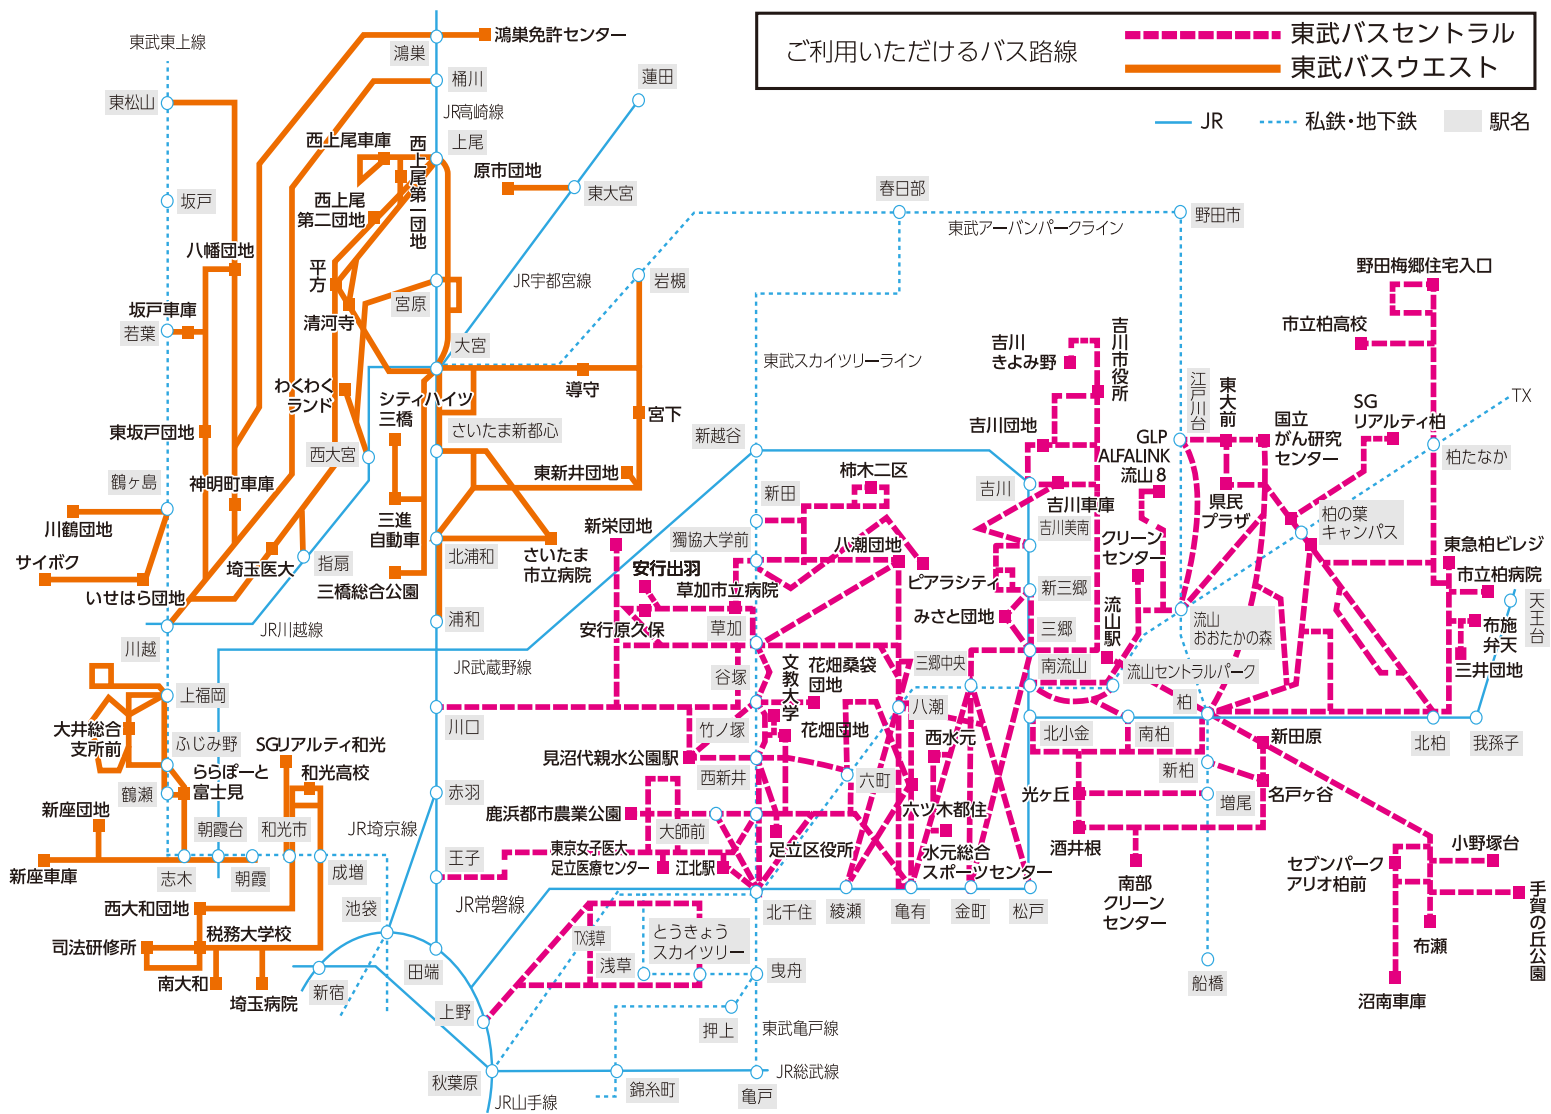 ご利用いただけるバス路線
東武バスセントラル
東武バスウエスト
JR
私鉄・地下鉄
駅名
東武東上線
鴻巣
鴻巣免許センター
桶川
JR高崎線
上尾
蓮田
東松山
西上尾車庫
西上尾第一団地
原市団地
東大宮
坂戸
西上尾
第二団地
春日部
野田市
東武アーバンパークライン
八幡団地
平方
JR宇都宮線
岩槻
宮原
清河寺
坂戸車庫
若葉
大宮
東武スカイツリーライン
野田梅郷住宅入口
市立柏高校
吉川
きよみ野
吉川市役所
わくわく
ランド
シティハイツ
三橋
導守
宮下
江戸川台
東大前
国立
がん研究
センター
SG
リアルティ柏
TX
東坂戸団地
西大宮
さいたま新都心
新越谷
吉川団地
GLP
ALFALINK
流山8
柏たなか
鶴ヶ島
神明町車庫
東新井団地
新田
柿木二区
吉川
吉川車庫
県民
プラザ
川鶴団地
三進
自動車
新栄団地
獨協大学前
八潮団地
吉川美南
クリーン
センター
柏の葉
キャンパス
東急柏ビレジ
サイボク
埼玉医大
指扇
北浦和
さいたま
市立病院
安行出羽
草加市立病院
ピアラシティ
新三郷
市立柏病院
いせはら団地
三橋総合公園
安行原久保
草加
みさと団地
三郷
流山駅
流山
おおたかの森
布施
弁天
天王台
川越
JR川越線
浦和
JR武蔵野線
谷塚
文教大学
花畑桑袋
団地
三郷中央
南流山
流山セントラルパーク
三井団地
上福岡
川口
竹ノ塚
花畑団地
八潮
柏
大井総合
支所前
ふじみ野
SGリアルティ和光
見沼代親水公園駅
西水元
北小金
南柏
新田原
北柏
我孫子
ららぽーと
富士見
和光高校
西新井
六町
新柏
鶴瀬
赤羽
光ヶ丘
増尾
名戸ヶ谷
新座団地
朝霞台
和光市
JR埼京線
鹿浜都市農業公園
大師前
六ツ木都住
酒井根
小野塚台
新座車庫
志木
朝霞
成増
王子
東京女子医大
足立医療センター
江北駅
足立区役所
水元総合
スポーツセンター
南部
クリーン
センター
セブンパーク
アリオ柏前
手賀の丘公園
西大和団地
池袋
JR常磐線
北千住
綾瀬
亀有
金町
松戸
布瀬
司法研修所
税務大学校
TX浅草
とうきょう
スカイツリー
南大和
埼玉病院
新宿
田端
浅草
曳舟
船橋
沼南車庫
上野
押上
東武亀戸線
秋葉原
JR山手線
錦糸町
亀戸
JR総武線